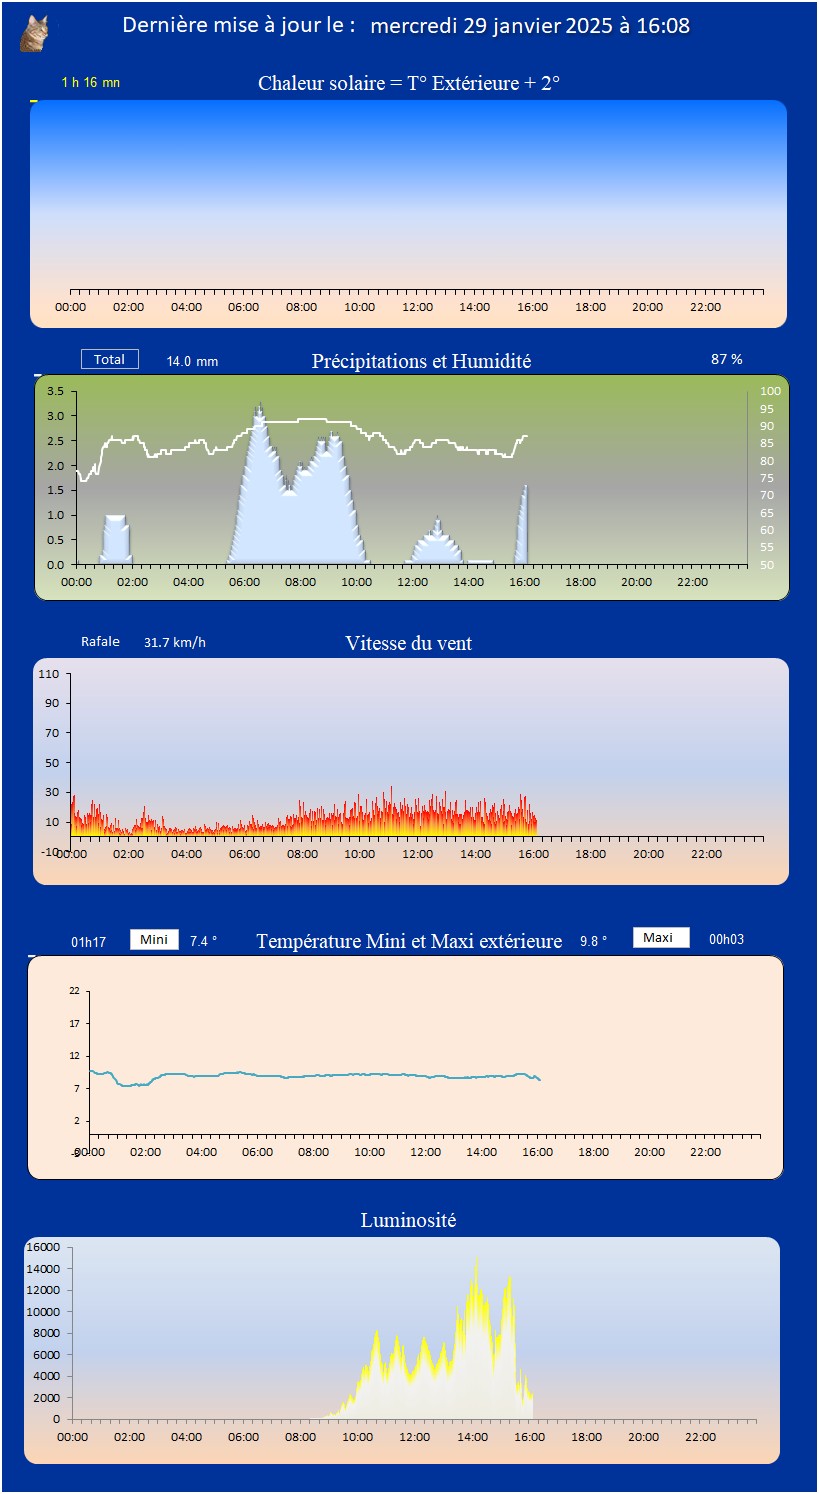 Dernière mise à jour le : mercredi 29 janvier 2025 à 16:08
1 h 16 mn Chaleur solaire = T° Extérieure + 2°
00:00 02:00 04:00 06:00 08:00 10:00 12:00 14:00 16:00 18:00 20:00 22:00
Total 14.0 mm Précipitations et Humidité 87 %
3.5 100
95
3.0 90
2.5 85
80
2.0 75
1.5 70
1.0 65
60
0.5 55
0.0 50
00:00 02:00 04:00 06:00 08:00 10:00 12:00 14:00 16:00 18:00 20:00 22:00
Rafale 31.7 km/h Vitesse du vent
110
90
70
50
30
10
-10 00:00 02:00 04:00 06:00 08:00 10:00 12:00 14:00 16:00 18:00 20:00 22:00
01h17 Mini 7.4 ° Température Mini et Maxi extérieure 9.8 ° Maxi 00h03
22
17
12
7
2
00:00 02:00 04:00 06:00 08:00 10:00 12:00 14:00 16:00 18:00 20:00 22:00
Luminosité
16000
14000
12000
10000
8000
6000
4000
2000
0
00:00 02:00 04:00 06:00 08:00 10:00 12:00 14:00 16:00 18:00 20:00 22:00